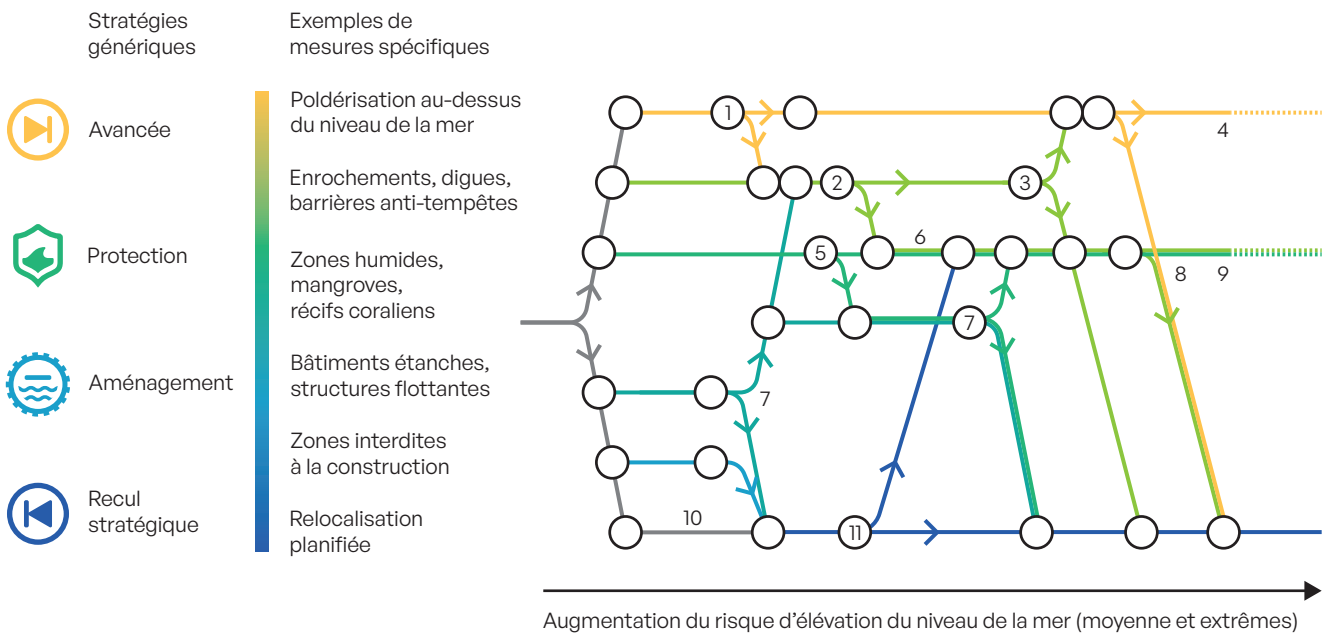 Stratégies
génériques
Exemples de
mesures spécifiques
Avancée
Protection
Aménagement
Recul
stratégique
Poldérisation au-dessus
du niveau de la mer
Enrochements, digues,
barrières anti-tempêtes
Zones humides,
mangroves,
récifs coraliens
Bâtiments étanches,
structures flottantes
Zones interdites
à la construction
Relocalisation
planifiée
1
4
2
3
5
6
8
9
7
7
10
11
Augmentation du risque d'élévation du niveau de la mer (moyenne et extrêmes)